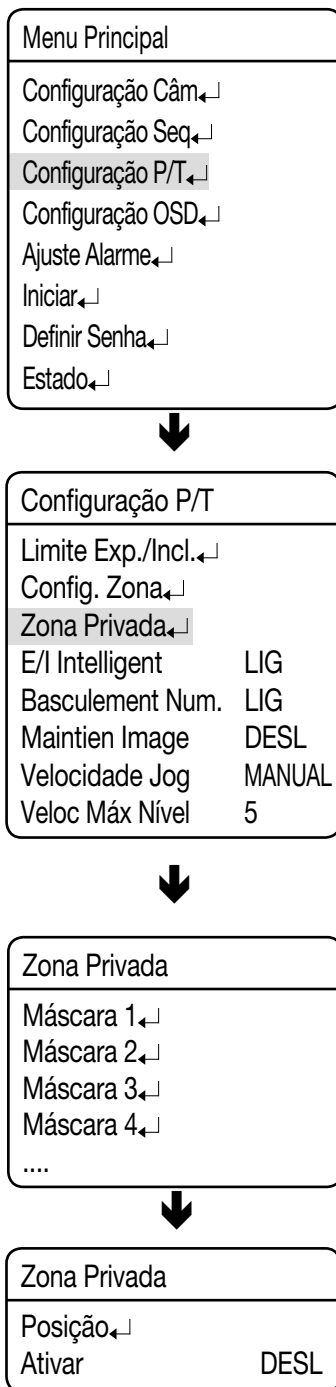 Menu Principal
Configuração Câm↵
Configuração Seq↵
Configuração P/T↵
Configuração OSD↵
Ajuste Alarme↵
Iniciar↵
Definir Senha↵
Estado↵
Configuração P/T
Limite Exp./Incl.↵
Config. Zona↵
Zona Privada↵
E/I Intelligent LIG
Basculement Num. LIG
Maintien Image DESL
Velocidade Jog MANUAL
Veloc Máx Nível 5
Zona Privada
Máscara 1↵
Máscara 2↵
Máscara 3↵
Máscara 4↵
....
Zona Privada
Posição↵
Ativar DESL